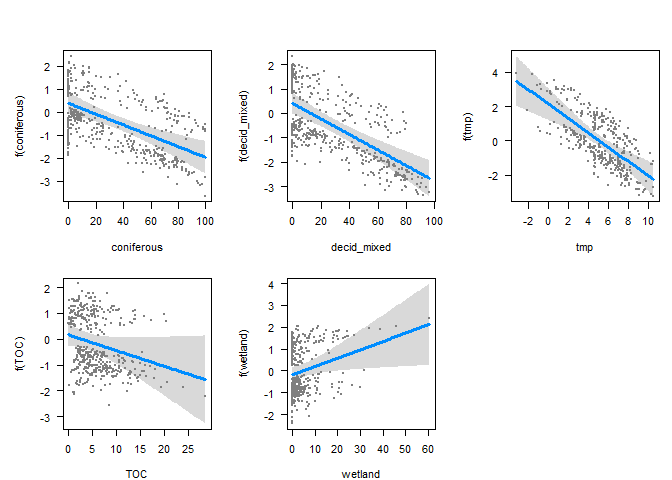 f(coniferous)
2
1
0
-1
-2
-3
0 20 40 60 80 100
coniferous
f(decid_mixed)
2
1
0
-1
-2
-3
0 20 40 60 80 100
decid_mixed
f(tmp)
4
2
0
-2
-2 0 2 4 6 8 10
tmp
f(TOC)
2
1
0
-1
-2
-3
0 5 10 15 20 25
TOC
f(wetland)
4
3
2
1
0
-1
-2
0 10 20 30 40 50 60
wetland